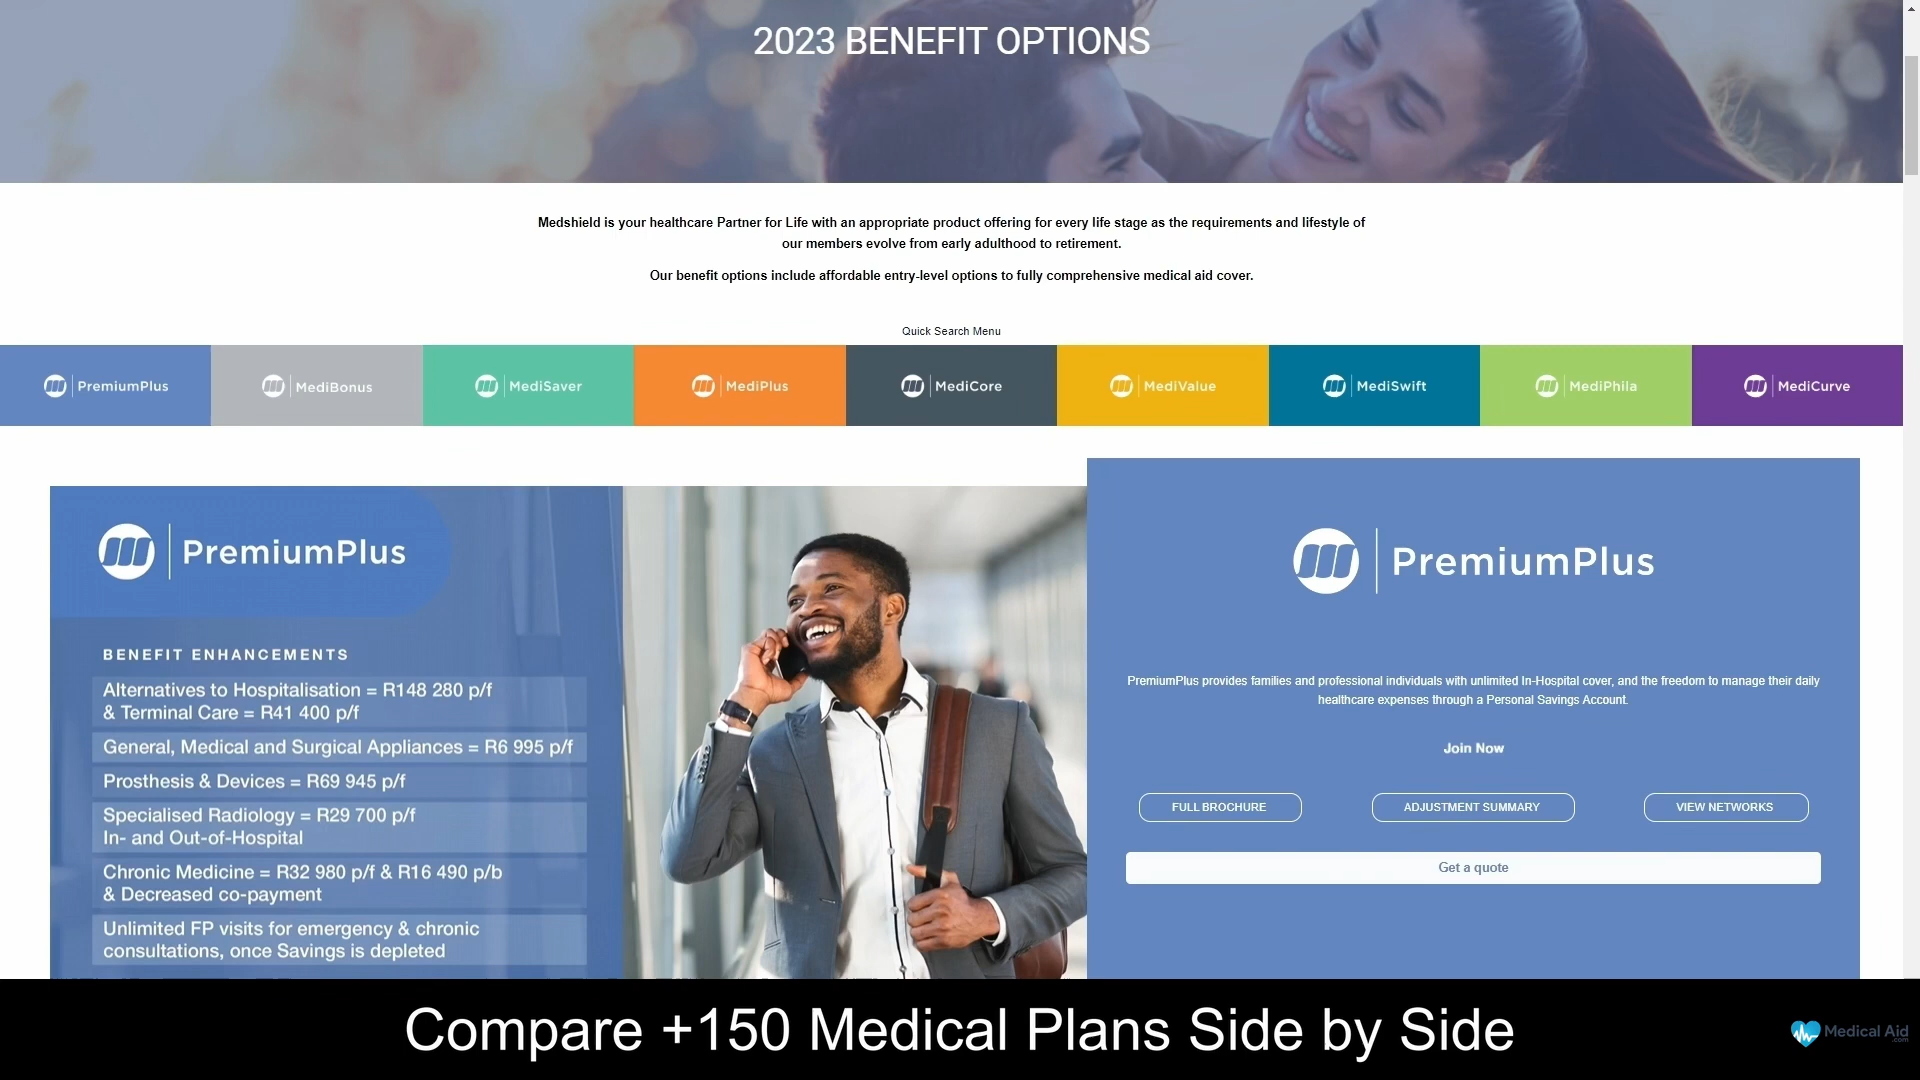 2023 BENEFIT OPTIONS
Medshield is your healthcare Partner for Life with an appropriate product offering for every life stage as the requirements and lifestyle of
our members evolve from early adulthood to retirement.
Our benefit options include affordable entry-level options to fully comprehensive medical aid cover.
Quick Search Menu
PremiumPlus
MediBonus
MediSaver
MediPlus
MediCore
MediValue
MediSwift
MediPhila
MediCurve
PremiumPlus
BENEFIT ENHANCEMENTS
Alternatives to Hospitalisation = R148 280 p/f
& Terminal Care = R41 400 p/f
General, Medical and Surgical Appliances = R6 995 p/f
Prosthesis & Devices = R69 945 p/f
Specialised Radiology = R29 700 p/f
In- and Out-of-Hospital
Chronic Medicine = R32 980 p/f & R16 490 p/b
& Decreased co-payment
Unlimited FP visits for emergency & chronic
consultations, once Savings is depleted
PremiumPlus
PremiumPlus provides families and professional individuals with unlimited In-Hospital cover, and the freedom to manage their daily
healthcare expenses through a Personal Savings Account.
Join Now
FULL BROCHURE
ADJUSTMENT SUMMARY
VIEW NETWORKS
Get a quote
Compare +150 Medical Plans Side by Side
Medical Aid
.com